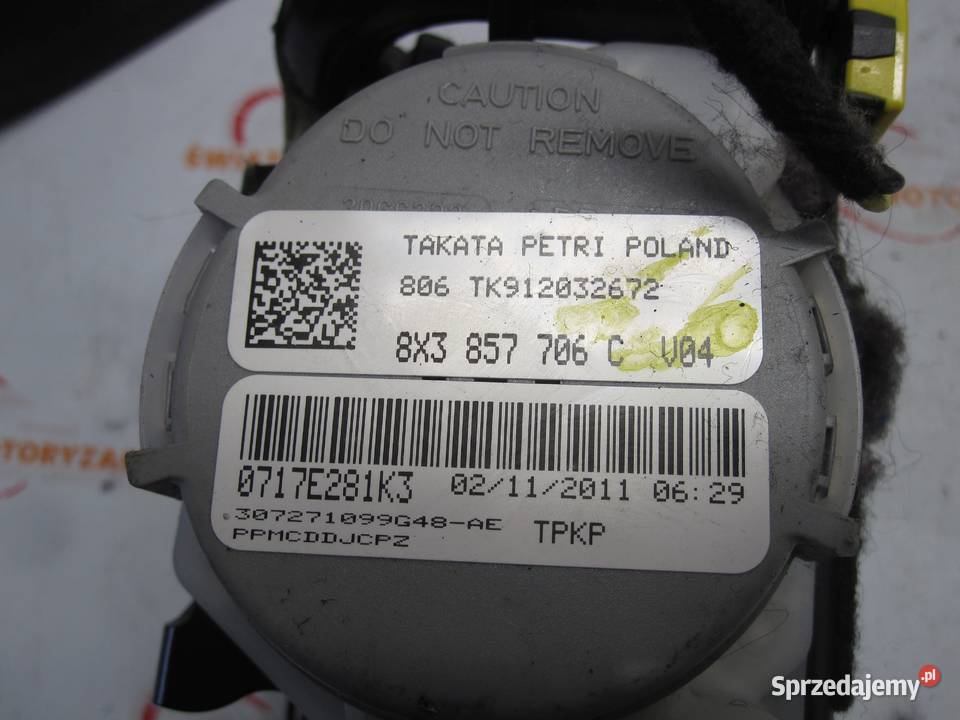 CAUTION
DO NOT REMOVE
TAKATA PETRI POLAND
806 TK912032672
8X3 857 706 C V04
0717E281K3 02/11/2011 06:29
307271099G48-AE
PPMCDDJCPZ TPKP
Sprzedajemy.pl